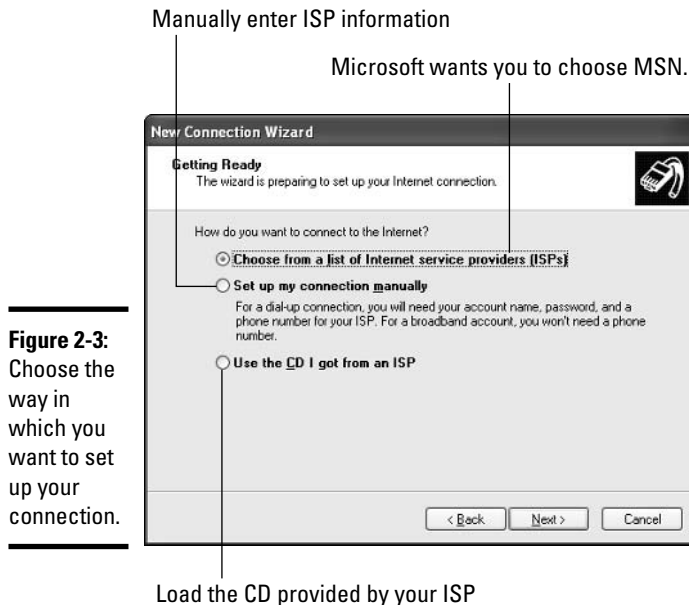 Manually enter ISP information
Microsoft wants you to choose MSN.
New Connection Wizard
Getting Ready
The wizard is preparing to set up your Internet connection.
How do you want to connect to the Internet?
Choose from a list of Internet service providers (ISPs)
Set up my connection manually
For a dial-up connection, you will need your account name, password, and a
phone number for your ISP. For a broadband account, you won't need a phone
number.
Use the CD I got from an ISP
< Back
Next >
Cancel
Figure 2-3:
Choose the
way in
which you
want to set
up your
connection.
Load the CD provided by your ISP